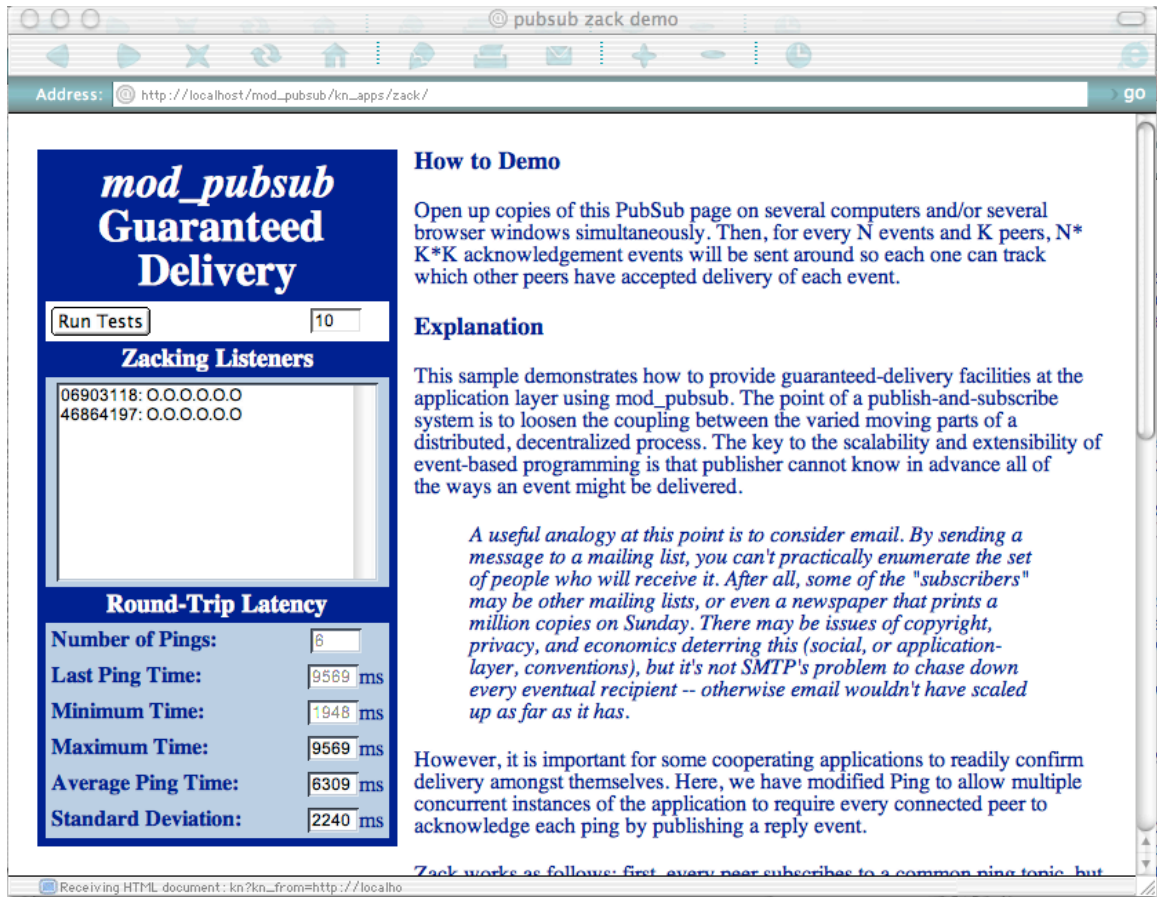 pubsub zack demo
Address: http://localhost/mod_pubsub/kn_apps/zack/ go
mod_pubsub
Guaranteed
Delivery
Run Tests 10
Zacking Listeners
06903118: O.O.O.O.O.O
46864197: O.O.O.O.O.O
Round-Trip Latency
Number of Pings: 6
Last Ping Time: 9569 ms
Minimum Time: 1948 ms
Maximum Time: 9569 ms
Average Ping Time: 6309 ms
Standard Deviation: 2240 ms
How to Demo
Open up copies of this PubSub page on several computers and/or several
browser windows simultaneously. Then, for every N events and K peers, N*
K*K acknowledgement events will be sent around so each one can track
which other peers have accepted delivery of each event.
Explanation
This sample demonstrates how to provide guaranteed-delivery facilities at the
application layer using mod_pubsub. The point of a publish-and-subscribe
system is to loosen the coupling between the varied moving parts of a
distributed, decentralized process. The key to the scalability and extensibility of
event-based programming is that publisher cannot know in advance all of
the ways an event might be delivered.
A useful analogy at this point is to consider email. By sending a
message to a mailing list, you can't practically enumerate the set
of people who will receive it. After all, some of the "subscribers"
may be other mailing lists, or even a newspaper that prints a
million copies on Sunday. There may be issues of copyright,
privacy, and economics deterring this (social, or application-
layer, conventions), but it's not SMTP's problem to chase down
every eventual recipient -- otherwise email wouldn't have scaled
up as far as it has.
However, it is important for some cooperating applications to readily confirm
delivery amongst themselves. Here, we have modified Ping to allow multiple
concurrent instances of the application to require every connected peer to
acknowledge each ping by publishing a reply event.
Zack works as follows: first, every peer subscribes to a common ping topic, but
Receiving HTML document: kn?kn_from=http://localho